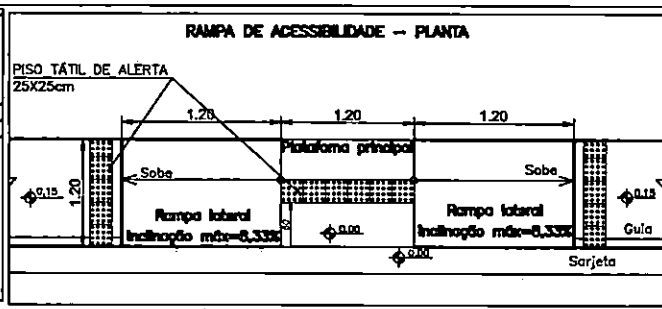 RAMPA DE ACESSIBILIDADE - PLANTA
PISO TÁTIL DE ALERTA
25X25cm
1.20 1.20 1.20
Plataforma principal
Sobe Sobe
0,15 1.20 0,15
Rampa lateral Rampa lateral
Inclinação máx=8,33% Inclinação máx=8,33%
0.00 Guia
0.00 Sarjeta